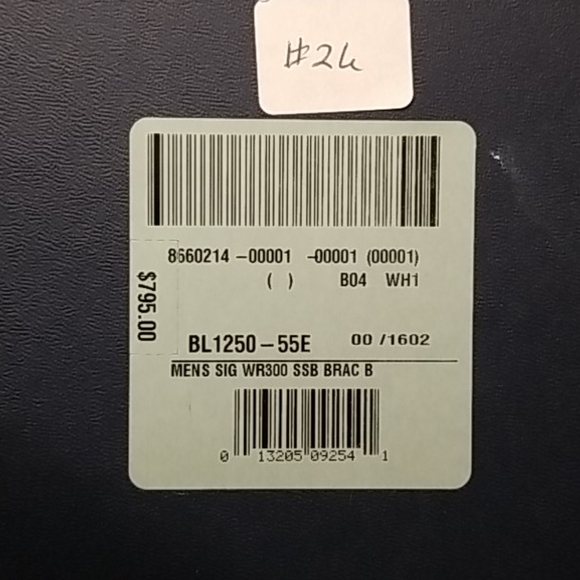 #24
8660214-00001 -00001 (00001)
( ) B04 WH1
$795.00
BL1250-55E 00 /1602
MENS SIG WR300 SSB BRAC B
0 13205 09254 1